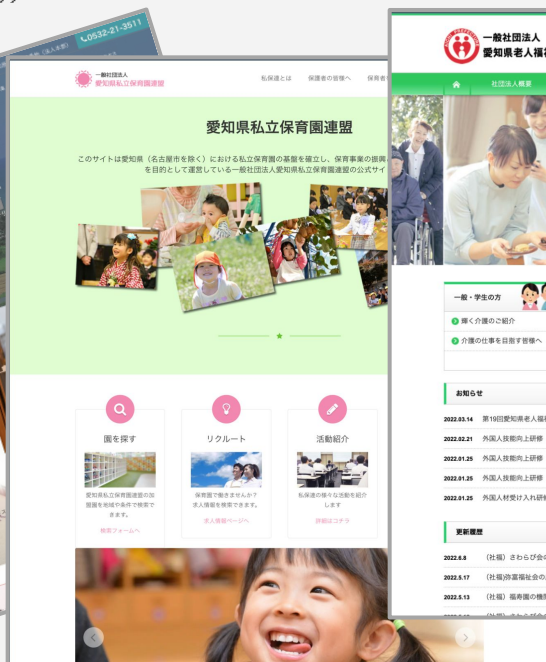 0532-21-3511
一般社団法人
愛知県私立保育園連盟
私保連とは
保護者の皆様へ
愛知県私立保育園連盟
このサイトは愛知県（名古屋市を除く）における私立保育園の基盤を確立し、保育事業の振興
を目的として運営している一般社団法人愛知県私立保育園連盟の公式サイ
園を探す
愛知県私立保育園連盟の加
盟園を地域や条件で検索で
きます。
検索フォームへ
リクルート
保育園で働きませんか？
求人情報を検索できます。
求人情報ページへ
活動紹介
私保連の様々な活動を紹介
します
詳細はコチラ
一般社団法人
愛知県老人福
社団法人概要
一般・学生の方
輝く介護のご紹介
介護の仕事を目指す皆様へ
お知らせ
2022.03.14 第19回愛知県老人福
2022.02.21 外国人技能向上研修
2022.01.25 外国人技能向上研修
2022.01.25 外国人技能向上研修
2022.01.25 外国人材受け入れ研修
更新履歴
2022.6.8 （社福）さわらび会の
2022.5.17 （社福)弥富福祉会の
2022.5.13 （社福）福寿園の機関